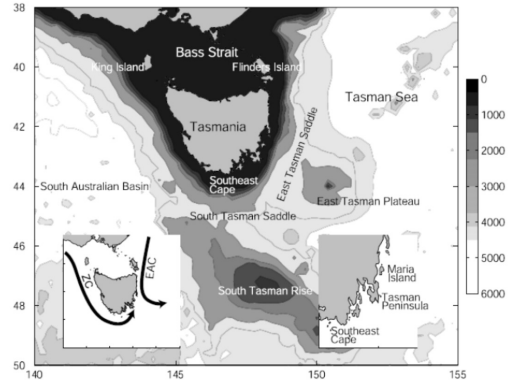 38
40
42
44
46
48
50
140
145
150
155
Bass Strait
King Island
Flinders Island
Tasman Sea
Tasmania
East Tasman Saddle
Southeast
Cape
South Australian Basin
East Tasman Plateau
South Tasman Saddle
South Tasman Rise
ZC
EAC
Maria
Island
Tasman
Peninsula
Southeast
Cape
0
1000
2000
3000
4000
5000
6000